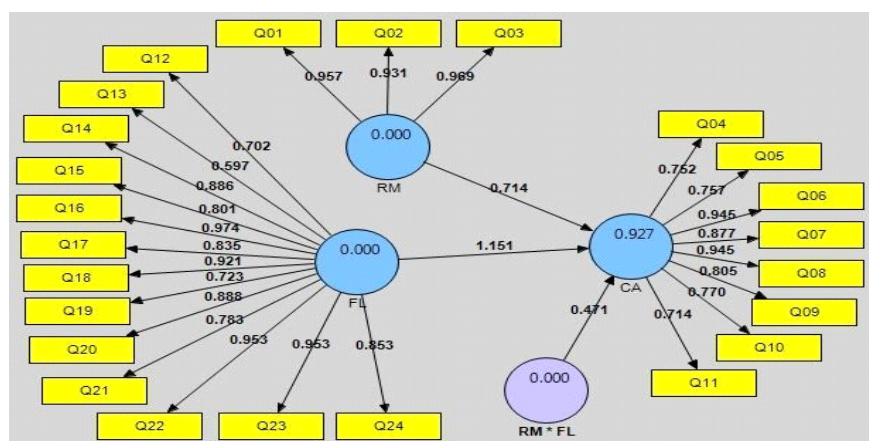 Q01
Q02
Q03
Q12
Q13
Q14
Q15
Q16
Q17
Q18
Q19
Q20
Q21
Q22
Q23
Q24
0.957
0.931
0.969
0.000
RM
0.702
0.597
0.886
0.801
0.974
0.835
0.921
0.723
0.888
0.783
0.953
0.953
0.853
0.000
FL
0.714
1.151
0.471
0.927
CA
0.000
RM * FL
Q04
Q05
Q06
Q07
Q08
Q09
Q10
Q11
0.752
0.757
0.945
0.877
0.945
0.805
0.770
0.714